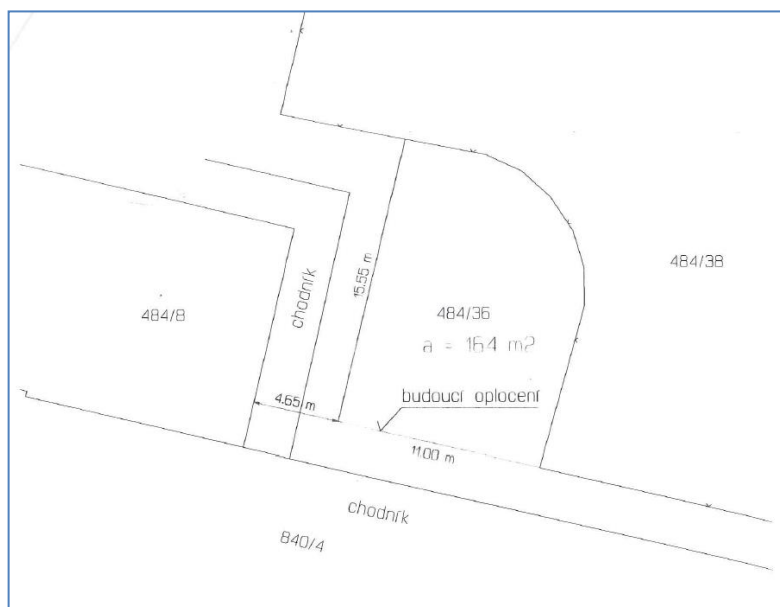 484/38
15.55 m
chodník
484/8
484/36
a = 164 m2
budoucí oplocení
4.65 m
11.00 m
chodník
840/4